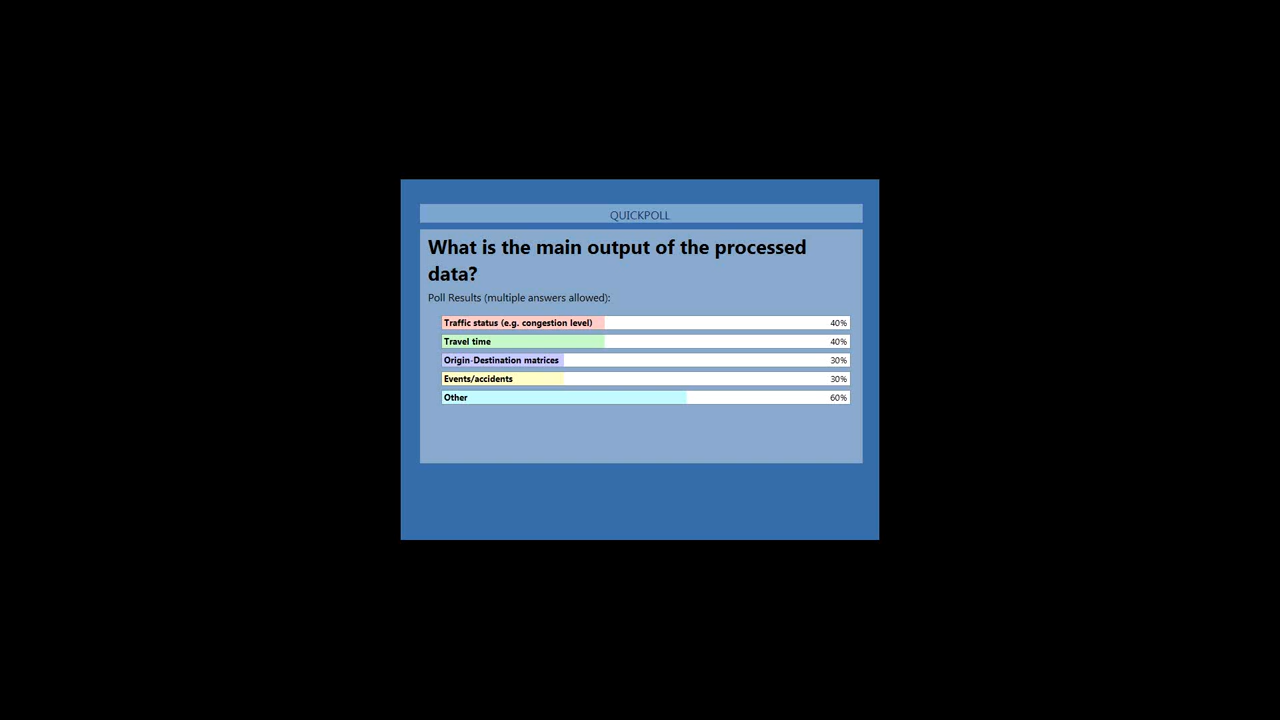 QUICKPOLL
What is the main output of the processed
data?
Poll Results (multiple answers allowed):
Traffic status (e.g. congestion level) 40%
Travel time 40%
Origin-Destination matrices 30%
Events/accidents 30%
Other 60%